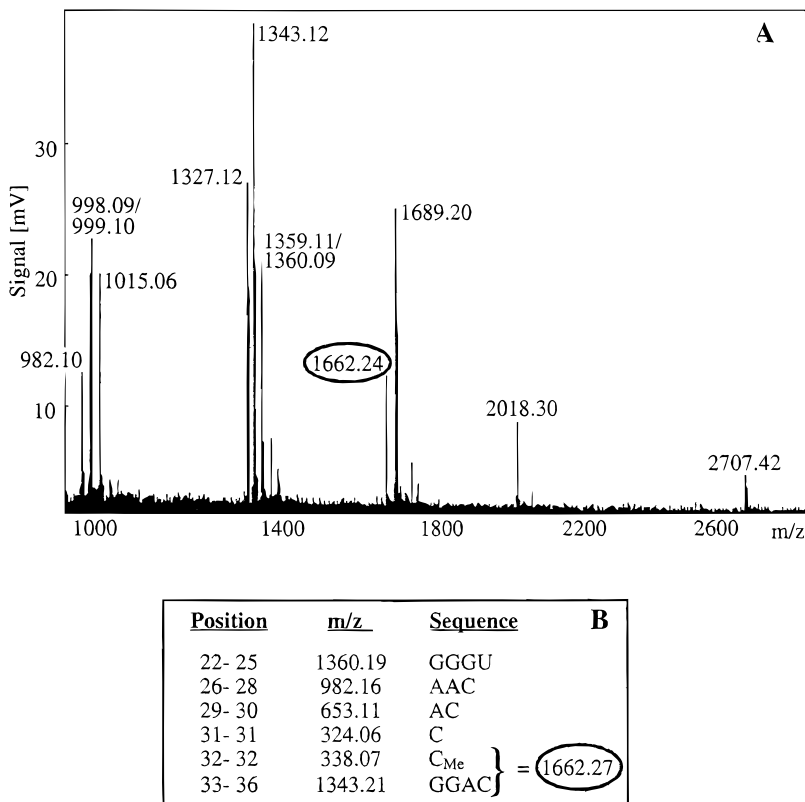 A
1343.12
30
1327.12
998.09/
999.10
1689.20
1359.11/
1360.09
Signal [mV]
20
1015.06
982.10
1662.24
10
2018.30
2707.42
1000
1400
1800
2200
2600
m/z
Position m/z Sequence B
22- 25 1360.19 GGGU
26- 28 982.16 AAC
29- 30 653.11 AC
31- 31 324.06 C
32- 32 338.07 CMe
33- 36 1343.21 GGAC
} = 1662.27